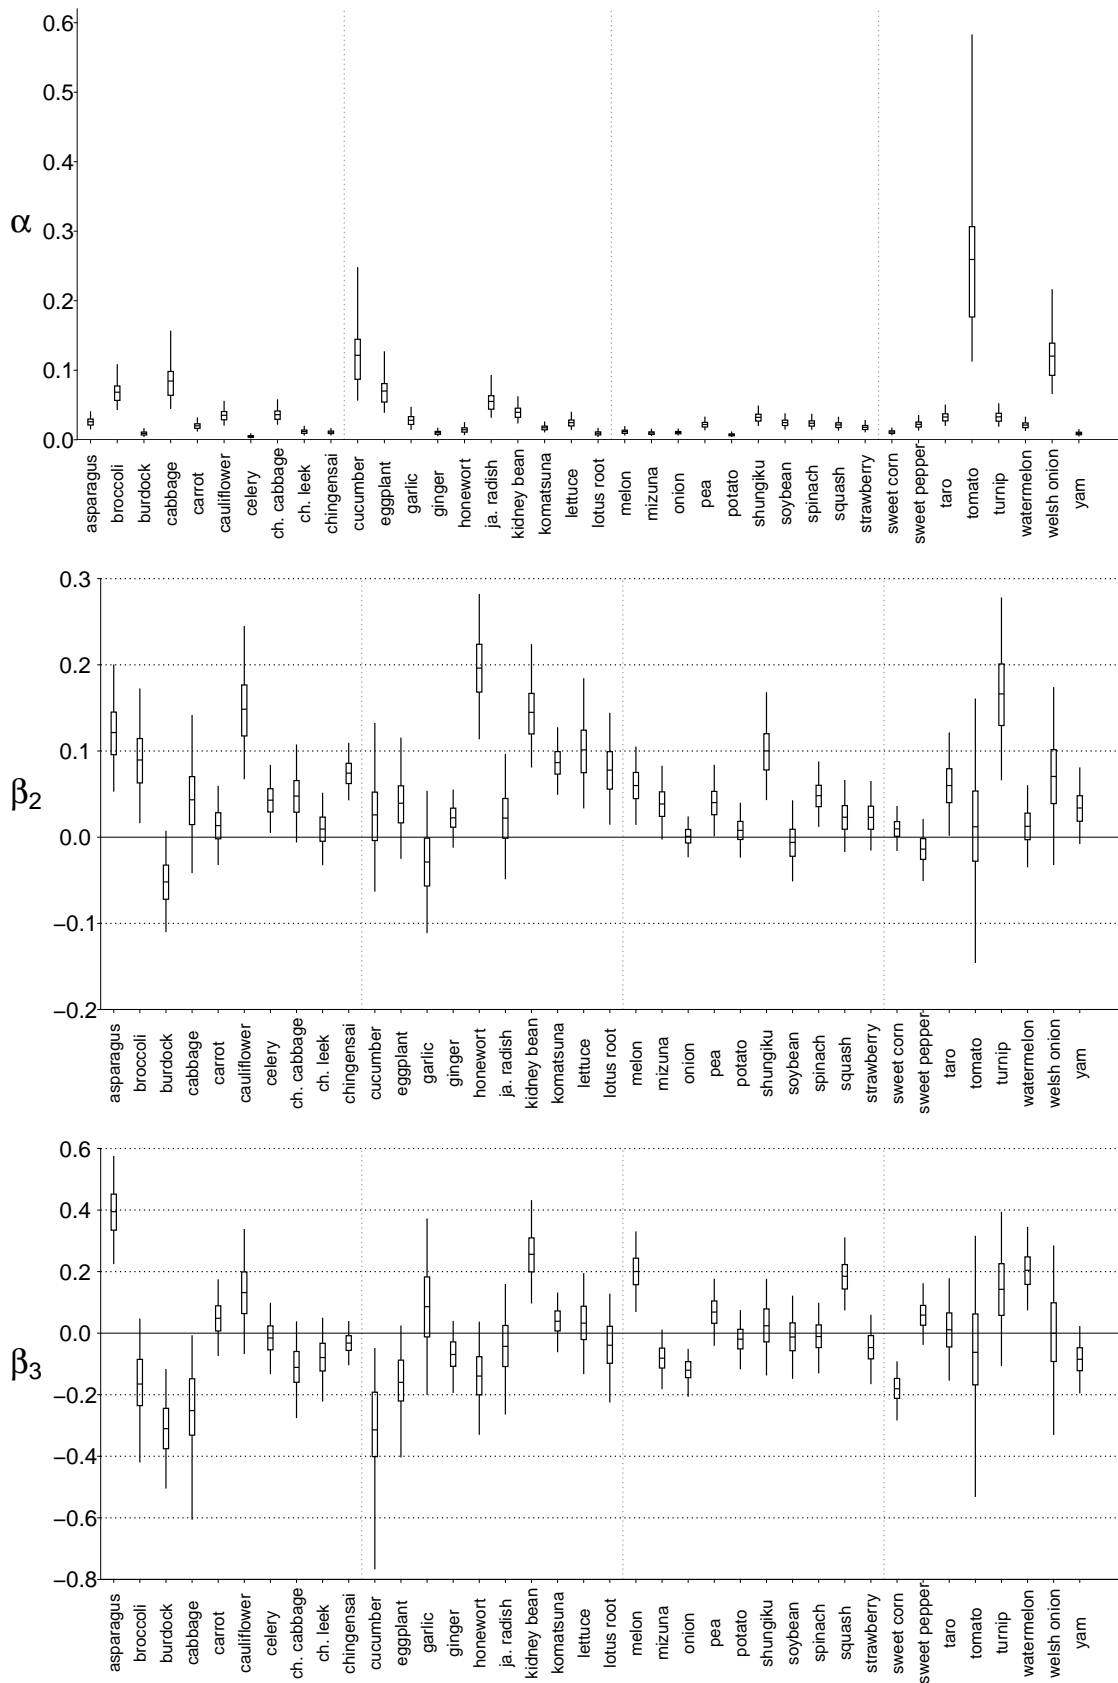 α
0.6
0.5
0.4
0.3
0.2
0.1
0.0
asparagus
broccoli
burdock
cabbage
carrot
cauliflower
celery
ch. cabbage
ch. leek
chingensai
cucumber
eggplant
garlic
ginger
honewort
ja. radish
kidney bean
komatsuna
lettuce
lotus root
melon
mizuna
onion
pea
potato
shungiku
soybean
spinach
squash
strawberry
sweet corn
sweet pepper
taro
tomato
turnip
watermelon
welsh onion
yam
β2
0.3
0.2
0.1
0.0
−0.1
−0.2
asparagus
broccoli
burdock
cabbage
carrot
cauliflower
celery
ch. cabbage
ch. leek
chingensai
cucumber
eggplant
garlic
ginger
honewort
ja. radish
kidney bean
komatsuna
lettuce
lotus root
melon
mizuna
onion
pea
potato
shungiku
soybean
spinach
squash
strawberry
sweet corn
sweet pepper
taro
tomato
turnip
watermelon
welsh onion
yam
β3
0.6
0.4
0.2
0.0
−0.2
−0.4
−0.6
−0.8
asparagus
broccoli
burdock
cabbage
carrot
cauliflower
celery
ch. cabbage
ch. leek
chingensai
cucumber
eggplant
garlic
ginger
honewort
ja. radish
kidney bean
komatsuna
lettuce
lotus root
melon
mizuna
onion
pea
potato
shungiku
soybean
spinach
squash
strawberry
sweet corn
sweet pepper
taro
tomato
turnip
watermelon
welsh onion
yam